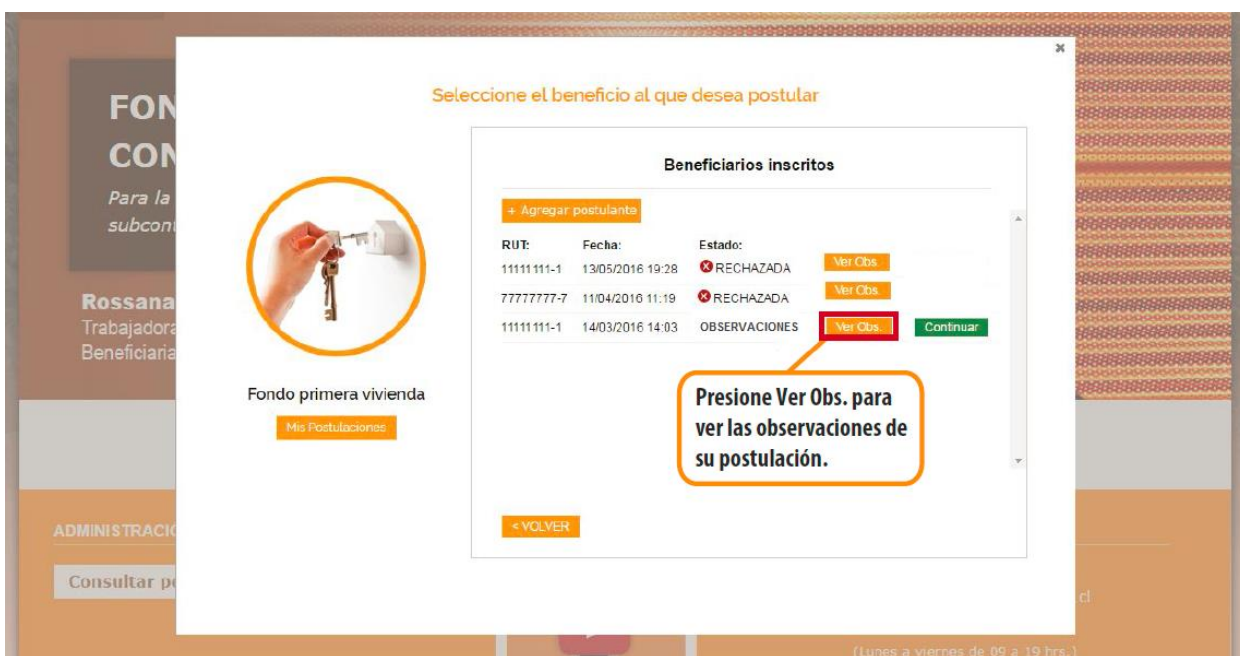 Seleccione el beneficio al que desea postular
FON
CON
Para la
subcon
Rossana
Trabajadora
Beneficiaria
Fondo primera vivienda
Mis Postulaciones
Beneficiarios inscritos
+ Agregar postulante
RUT: Fecha: Estado:
11111111-1 13/05/2016 19:28 RECHAZADA Ver Obs.
77777777-7 11/04/2016 11:19 RECHAZADA Ver Obs.
11111111-1 14/03/2016 14:03 OBSERVACIONES Ver Obs. Continuar
Presione Ver Obs. para
ver las observaciones de
su postulación.
< VOLVER
ADMINISTRACIÓ
Consultar po
cl
(Lunes a viernes de 09 a 19 hrs.)